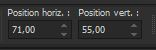 Position horiz. : Position vert. :
71,00 55,00